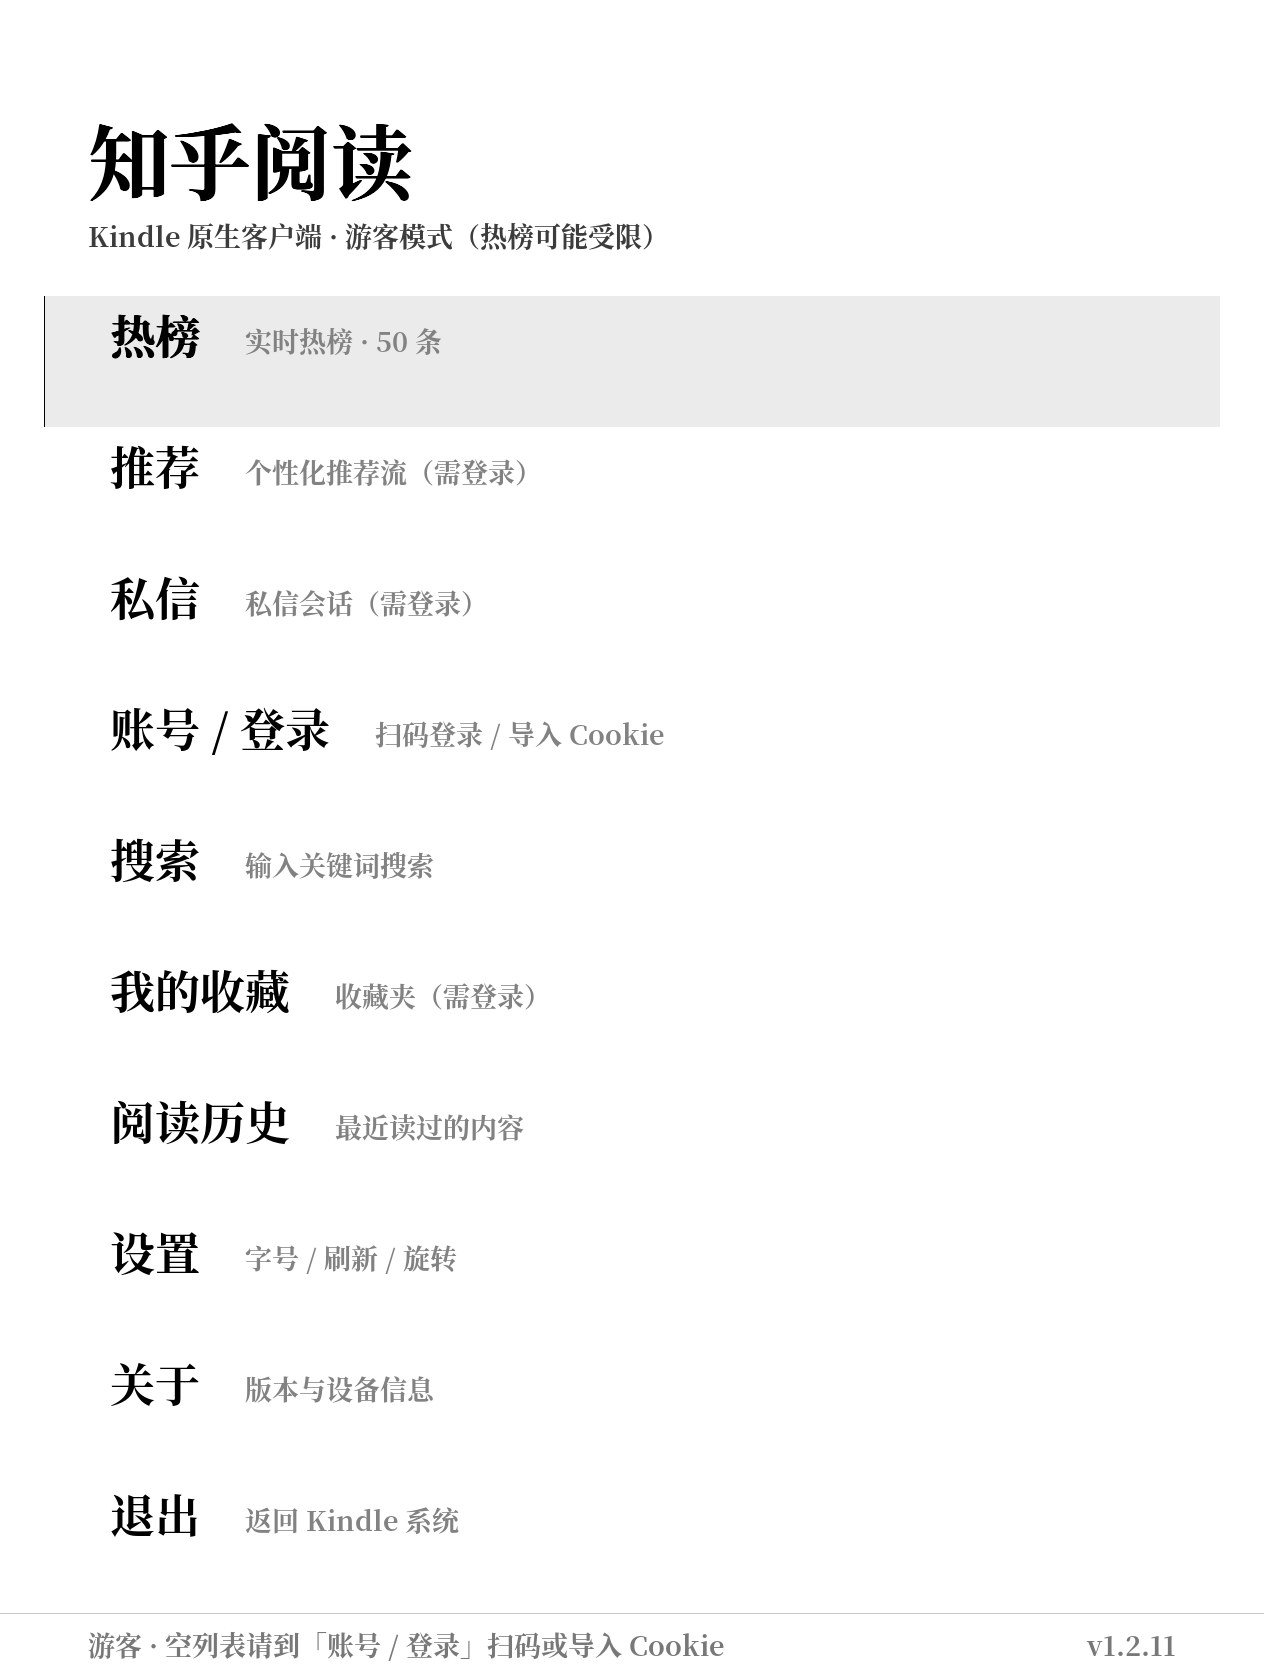 知乎阅读
Kindle 原生客户端 · 游客模式（热榜可能受限）
热榜 实时热榜 · 50 条
推荐 个性化推荐流（需登录）
私信 私信会话（需登录）
账号 / 登录 扫码登录 / 导入 Cookie
搜索 输入关键词搜索
我的收藏 收藏夹（需登录）
阅读历史 最近读过的内容
设置 字号 / 刷新 / 旋转
关于 版本与设备信息
退出 返回 Kindle 系统
游客 · 空列表请到「账号 / 登录」扫码或导入 Cookie v1.2.11